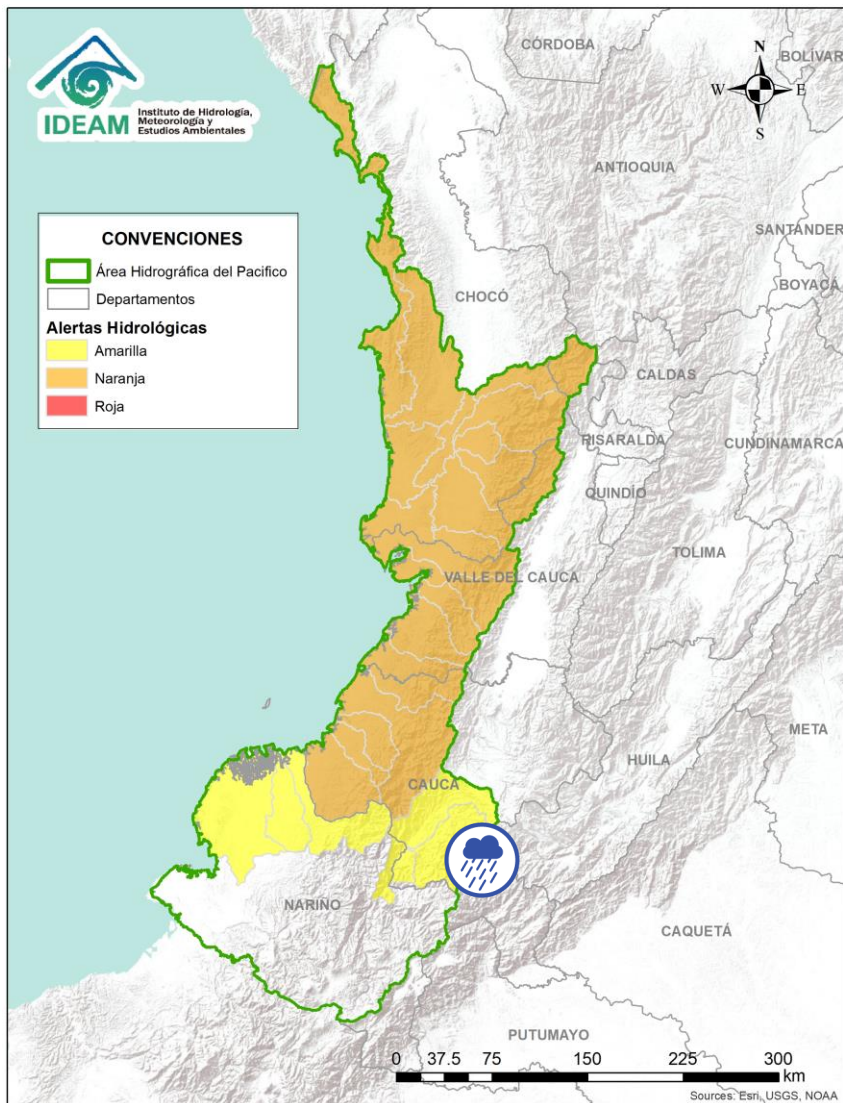 IDEAM
Instituto de Hidrología,
Meteorología y
Estudios Ambientales
CÓRDOBA
BOLÍVAR
N
W
E
S
ANTIOQUIA
SANTANDER
BOYACÁ
CONVENCIONES
Área Hidrográfica del Pacifico
Departamentos
Alertas Hidrológicas
Amarilla
Naranja
Roja
CHOCÓ
CALDAS
RISARALDA
CUNDINAMARCA
QUINDÍO
TOLIMA
VALLE DEL CAUCA
META
HUILA
CAUCA
NARIÑO
CAQUETÁ
PUTUMAYO
0 37.5 75 150 225 300
km
Sources: Esri, USGS, NOAA